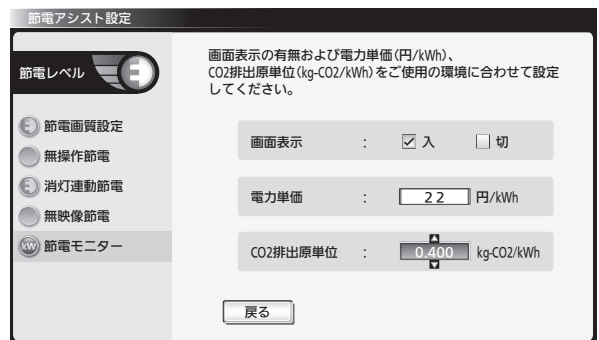 節電アシスト設定
節電レベル
E
節電画質設定
無操作節電
消灯連動節電
無映像節電
kW 節電モニター
画面表示の有無および電力単価(円/kWh)、
CO2排出原単位(kg-CO2/kWh)をご使用の環境に合わせて設定
してください。
画面表示 : 入 切
電力単価 : 22 円/kWh
CO2排出原単位 : 0.400 kg-CO2/kWh
戻る